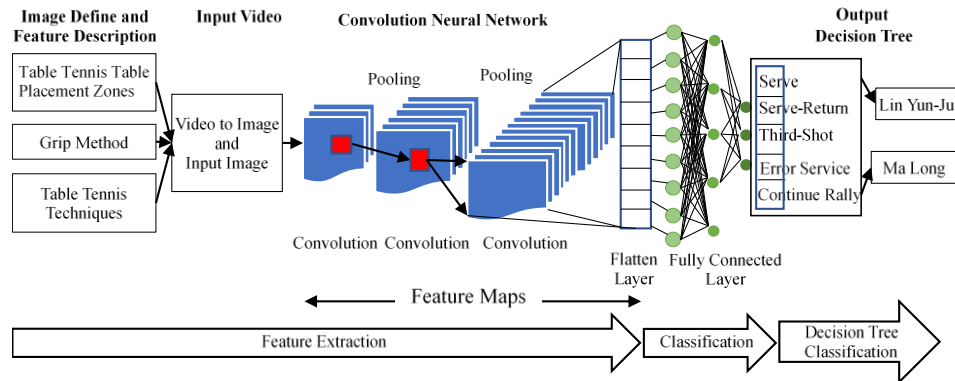 Image Define and
Feature Description
Input Video
Convolution Neural Network
Output
Decision Tree
Table Tennis Table
Placement Zones
Grip Method
Table Tennis
Techniques
Video to Image
and
Input Image
Pooling
Pooling
Convolution
Convolution
Convolution
Flatten
Layer
Fully Connected
Layer
Serve
Serve-Return
Third-Shot
Error Service
Continue Rally
Lin Yun-Ju
Ma Long
Feature Maps
Feature Extraction
Classification
Decision Tree
Classification